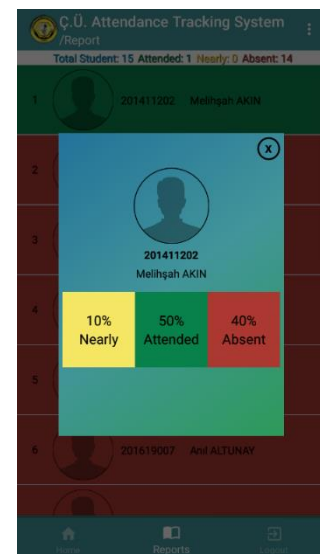 Ç.Ü. Attendance Tracking System
/Report
Total Student: 15 Attended: 1 Nearly: 0 Absent: 14
1 201411202 Melihşah AKIN
X
2
201411202
Melihşah AKIN
3
10% 50% 40%
Nearly Attended Absent
4
5
6 201619007 Anıl ALTUNAY
Home Reports Logout